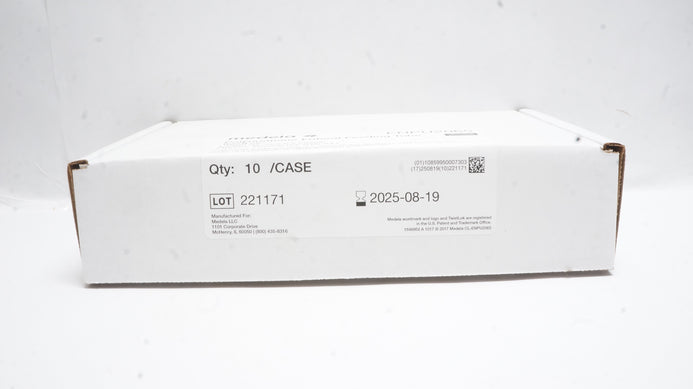 medela
Qty: 10 /CASE
(01)10859950007303
(17)250819(10)221171
LOT 221171
2025-08-19
Manufactured For:
Medela LLC
1101 Corporate Drive
McHenry, IL 60050 | (800) 435-8316
Medela wordmark and logo and TwistLok are registered
in the U.S. Patent and Trademark Office.